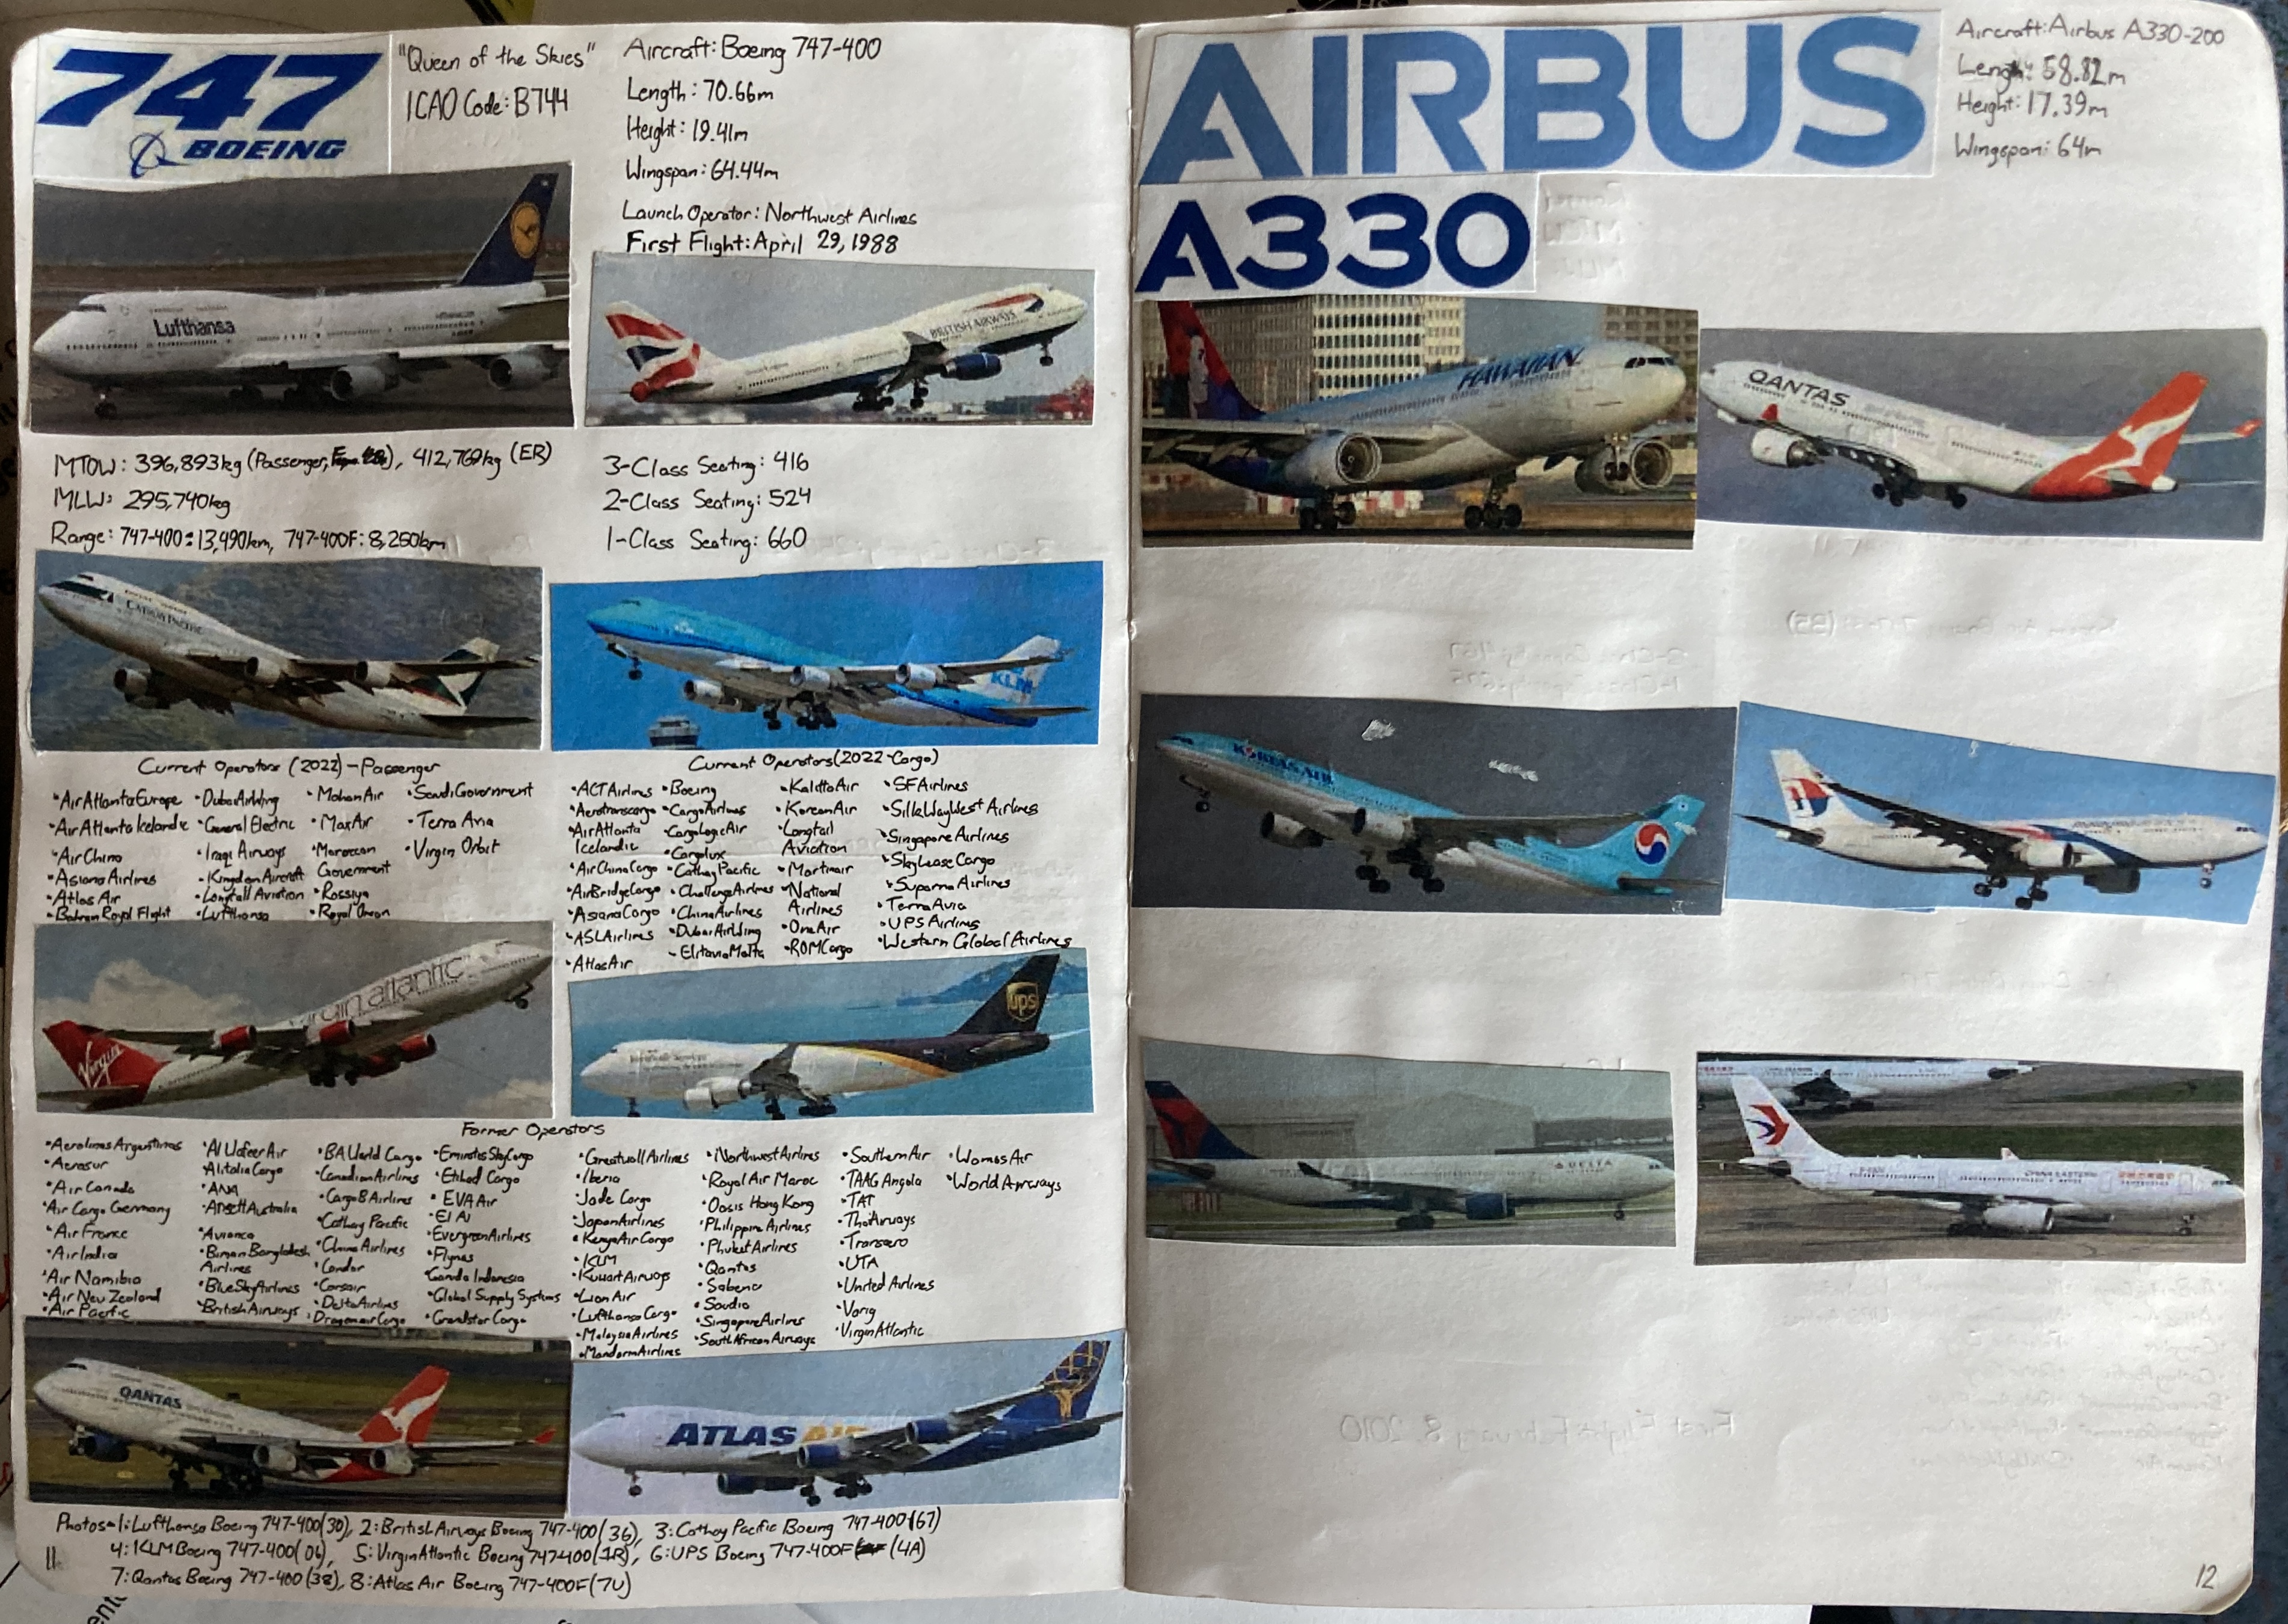 747
BOEING
"Queen of the Skies"
ICAO Code: B744
Aircraft: Boeing 747-400
Length: 70.66m
Height: 19.41m
Wingspan: 64.44m
Launch Operator: Northwest Airlines
First Flight: April 29, 1988
Lufthansa
BRITISH AIRWAYS
MTOW: 396,893kg (Passenger, ), 412,769kg (ER)
MLW: 295,740kg
Range: 747-400: 13,490km, 747-400F: 8,250km
3-Class Seating: 416
2-Class Seating: 524
1-Class Seating: 660
CATHAY PACIFIC
KLM
Current Operators (2022) - Passenger
•Air Atlanta Europe
•Air Atlanta Icelandic
•Air China
•Asiana Airlines
•Atlas Air
•Bahrain Royal Flight
•Dubai Air Wing
•General Electric
•Iraqi Airways
•Kingdom Aircraft
•Longtail Aviation
•Lufthansa
•Mahan Air
•Max Air
•Moroccan
Government
•Rossiya
•Royal Oman
•Saudi Government
•Terra Avia
•Virgin Orbit
Current Operators (2022-Cargo)
•ACT Airlines
•Aerotranscargo
•Air Atlanta
Icelandic
•Air China Cargo
•AirBridgeCargo
•Asiana Cargo
•ASL Airlines
•Atlas Air
•Boeing
•Cargo Airlines
•CargoLogicAir
•Cargolux
•Cathay Pacific
•Challenge Airlines
•China Airlines
•Dubai Air Wing
•Elitavia Malta
•Kalitta Air
•Korean Air
•Longtail
Aviation
•Martinair
•National
Airlines
•One Air
•ROM Cargo
•SF Airlines
•Silk Way West Airlines
•Singapore Airlines
•Sky Lease Cargo
•Suparna Airlines
•Terra Avia
•UPS Airlines
•Western Global Airlines
virgin atlantic
Virgin
ups
Worldwide Services
Former Operators
•Aerolineas Argentinas
•Aerosur
•Air Canada
•Air Cargo Germany
•Air France
•Air India
•Air Namibia
•Air New Zealand
•Air Pacific
•Al Wafeer Air
•Alitalia Cargo
•ANA
•Ansett Australia
•Avianca
•Biman Bangladesh
Airlines
•Blue Sky Airlines
•British Airways
•BA World Cargo
•Canadian Airlines
•Cargo B Airlines
•Cathay Pacific
•China Airlines
•Condor
•Corsair
•Delta Airlines
•Dragonair Cargo
•Emirates SkyCargo
•Etihad Cargo
•EVA Air
•El Al
•Evergreen Airlines
•Flynas
•Garuda Indonesia
•Global Supply Systems
•Grandstar Cargo
•Greatwall Airlines
•Iberia
•Jade Cargo
•Japan Airlines
•Kenya Air Cargo
•KLM
•Kuwait Airways
•Lion Air
•Lufthansa Cargo
•Malaysia Airlines
•Mandarin Airlines
•Northwest Airlines
•Royal Air Maroc
•Oasis Hong Kong
•Philippine Airlines
•Phuket Airlines
•Qantas
•Sabena
•Saudia
•Singapore Airlines
•South African Airways
•Southern Air
•TAAG Angola
•TAT
•Thai Airways
•Transaero
•UTA
•United Airlines
•Varig
•Virgin Atlantic
•Wamos Air
•World Airways
QANTAS
ATLAS AIR
Photos-1: Lufthansa Boeing 747-400(30), 2: British Airways Boeing 747-400(36), 3: Cathay Pacific Boeing 747-400(67)
4: KLM Boeing 747-400(06), 5: Virgin Atlantic Boeing 747-400(1R), 6: UPS Boeing 747-400F (4A)
7: Qantas Boeing 747-400(38), 8: Atlas Air Boeing 747-400F(7U)
11
AIRBUS
A330
Aircraft: Airbus A330-200
Length: 58.82m
Height: 17.39m
Wingspan: 64m
HAWAIIAN
QANTAS
KOREAN AIR
DELTA
CHINA EASTERN
12